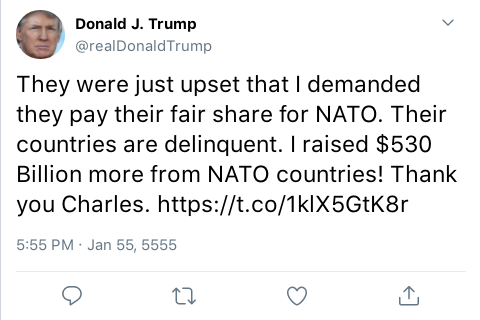 Donald J. Trump
@realDonaldTrump
They were just upset that I demanded
they pay their fair share for NATO. Their
countries are delinquent. I raised $530
Billion more from NATO countries! Thank
you Charles. https://t.co/1klX5GtK8r
5:55 PM · Jan 55, 5555